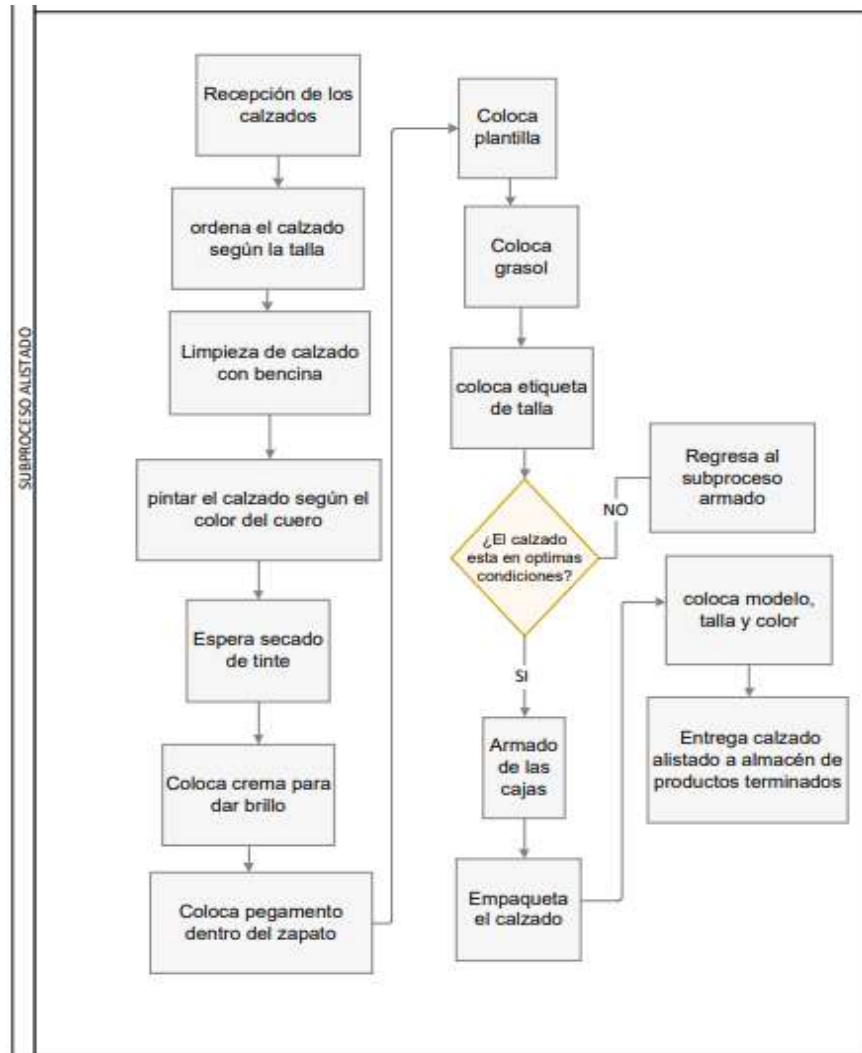 SUBPROCESO ALISTADO
Recepción de los
calzados
ordena el calzado
según la talla
Limpieza de calzado
con bencina
pintar el calzado según el
color del cuero
Espera secado
de tinte
Coloca crema para
dar brillo
Coloca pegamento
dentro del zapato
Coloca
plantilla
Coloca
grasol
coloca etiqueta
de talla
¿El calzado
esta en optimas
condiciones?
NO
Regresa al
subproceso
armado
SI
Armado
de las
cajas
Empaqueta
el calzado
coloca modelo,
talla y color
Entrega calzado
alistado a almacén de
productos terminados